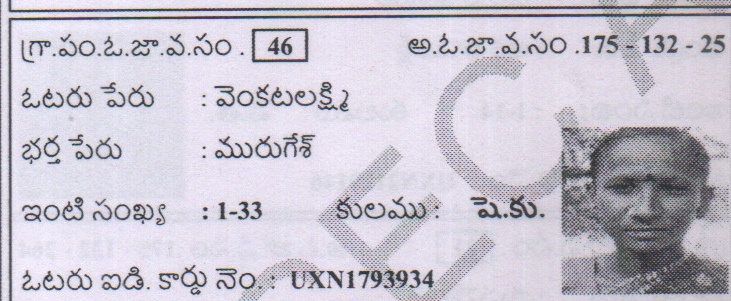 గ్రా.పం.ఓ.జా.వ.సం . 46 అ.ఓ.జా.వ.సం .175 - 132 - 25
ఓటరు పేరు : వెంకటలక్ష్మి
భర్త పేరు : మురుగేశ్
ఇంటి సంఖ్య : 1-33 కులము : షె.కు.
ఓటరు ఐడి. కార్డు నెం. : UXN1793934